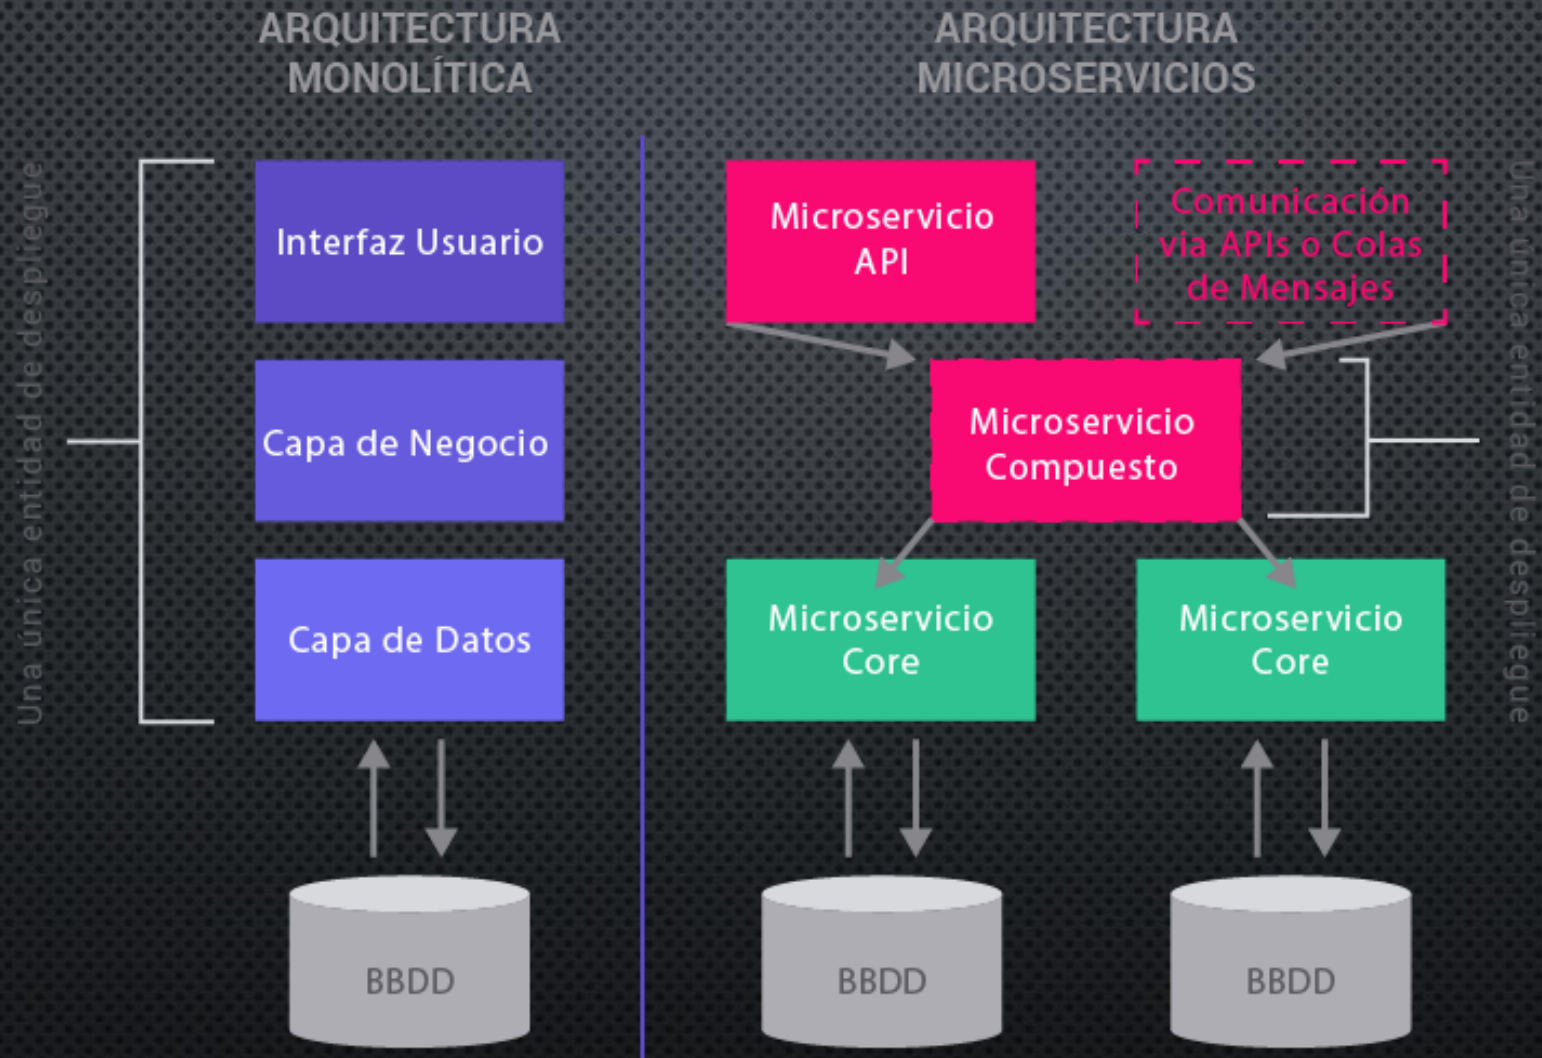 ARQUITECTURA
MONOLÍTICA
ARQUITECTURA
MICROSERVICIOS
Una única entidad de despliegue
Interfaz Usuario
Capa de Negocio
Capa de Datos
BBDD
Microservicio
API
Comunicación
via APIs o Colas
de Mensajes
Microservicio
Compuesto
Microservicio
Core
Microservicio
Core
BBDD
BBDD
Una única entidad de despliegue